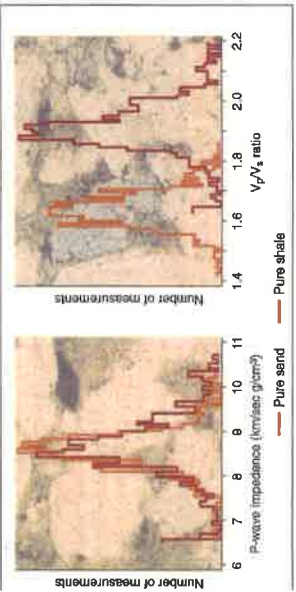 Number of measurements
6 7 8 9 10 11
P-wave impedance (km/sec g/cm³)
Number of measurements
1.4 1.6 1.8 2.0 2.2
Vp/Vs ratio
Pure sand
Pure shale